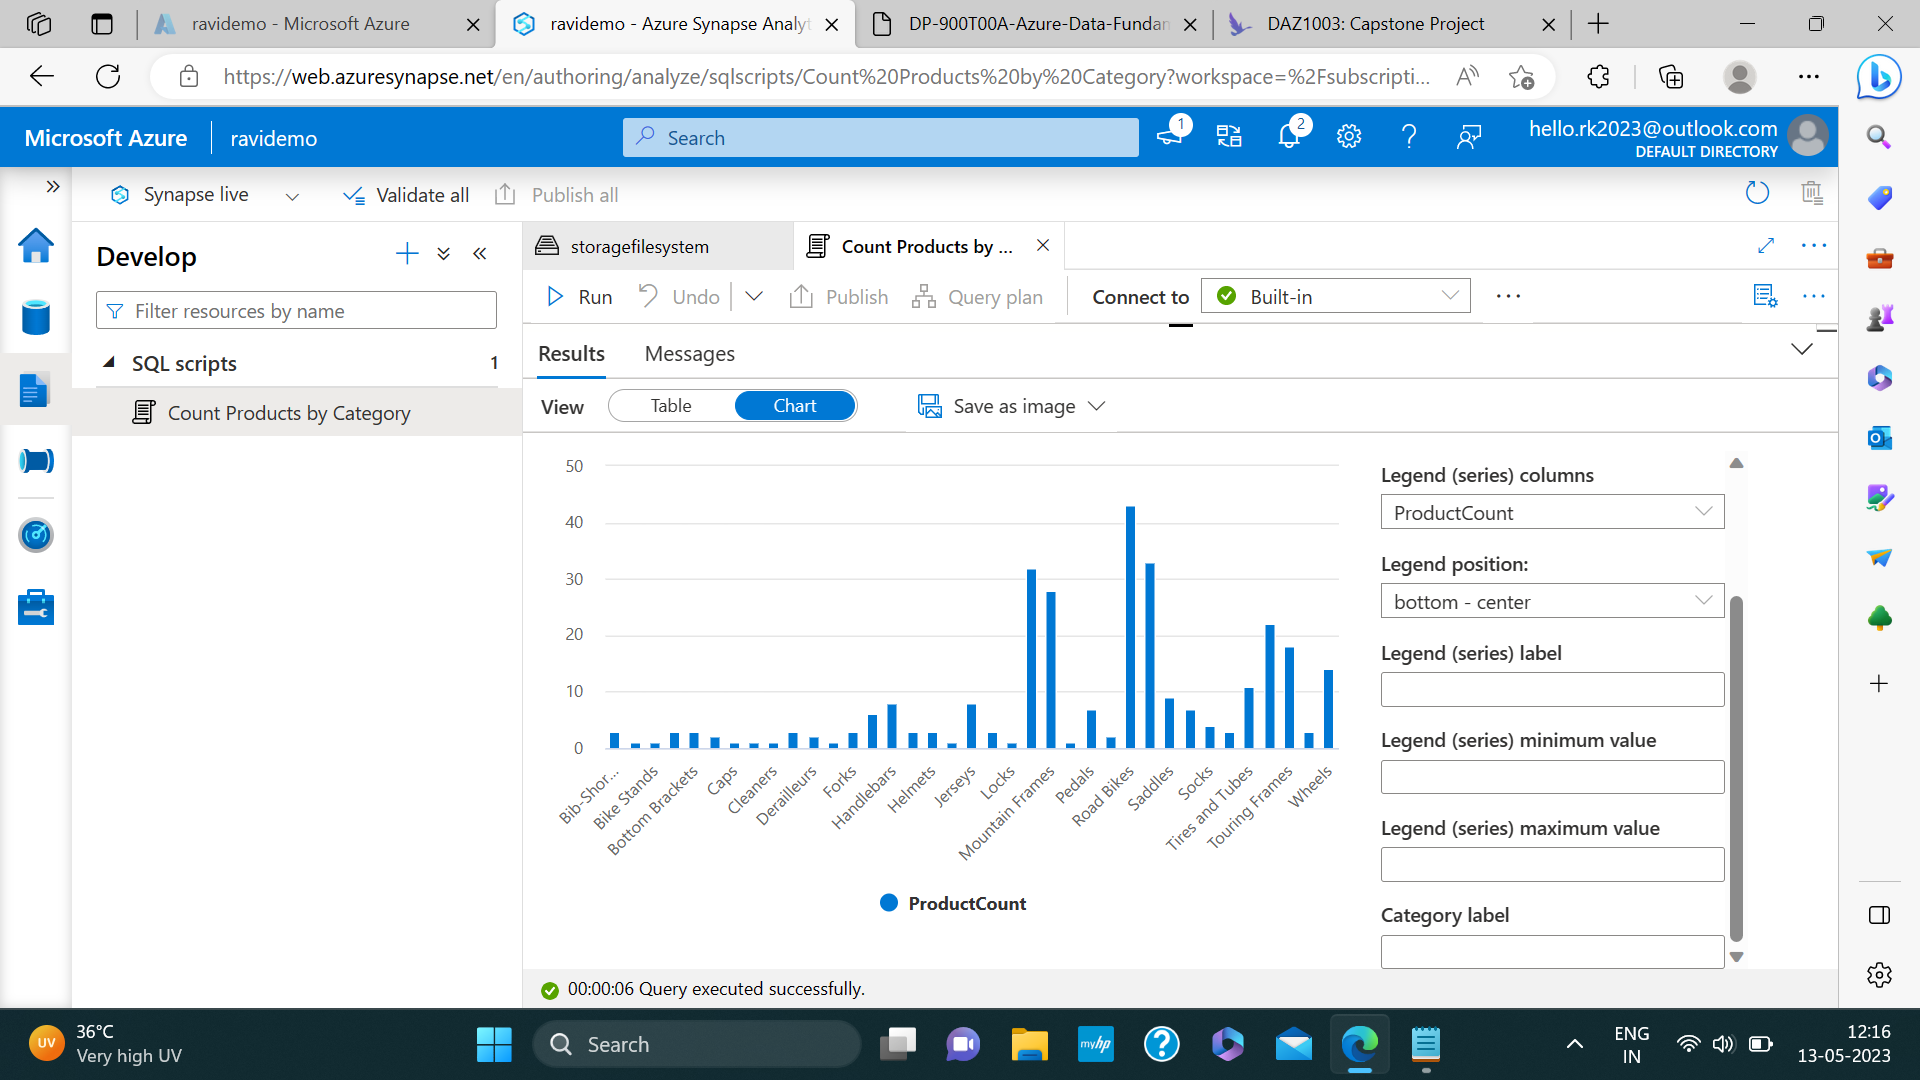 ravidemo - Microsoft Azure
ravidemo - Azure Synapse Analyt
DP-900T00A-Azure-Data-Fundan
DAZ1003: Capstone Project
https://web.azuresynapse.net/en/authoring/analyze/sqlscripts/Count%20Products%20by%20Category?workspace=%2Fsubscripti...
Microsoft Azure
ravidemo
Search
1
2
hello.rk2023@outlook.com
DEFAULT DIRECTORY
Synapse live
Validate all
Publish all
Develop
Filter resources by name
SQL scripts
1
Count Products by Category
storagefilesystem
Count Products by ...
Run
Undo
Publish
Query plan
Connect to
Built-in
Results
Messages
View
Table
Chart
Save as image
50
40
30
20
10
0
Bib-Shor...
Bike Stands
Bottom Brackets
Caps
Cleaners
Derailleurs
Forks
Handlebars
Helmets
Jerseys
Locks
Mountain Frames
Pedals
Road Bikes
Saddles
Socks
Tires and Tubes
Touring Frames
Wheels
ProductCount
Legend (series) columns
ProductCount
Legend position:
bottom - center
Legend (series) label
Legend (series) minimum value
Legend (series) maximum value
Category label
00:00:06 Query executed successfully.
UV
36°C
Very high UV
Search
myhp
ENG
IN
12:16
13-05-2023